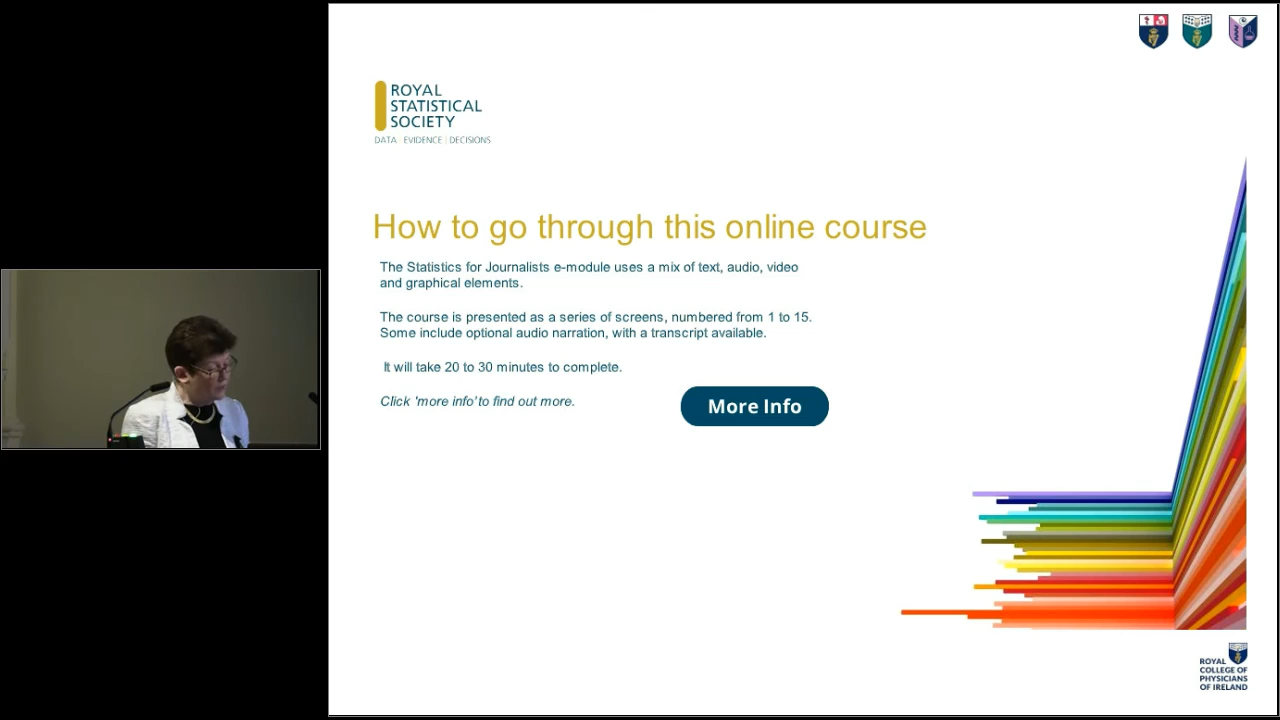 ROYAL
STATISTICAL
SOCIETY
DATA | EVIDENCE | DECISIONS
How to go through this online course
The Statistics for Journalists e-module uses a mix of text, audio, video
and graphical elements.
The course is presented as a series of screens, numbered from 1 to 15.
Some include optional audio narration, with a transcript available.
It will take 20 to 30 minutes to complete.
Click 'more info' to find out more.
More Info
ROYAL
COLLEGE OF
PHYSICIANS
OF IRELAND